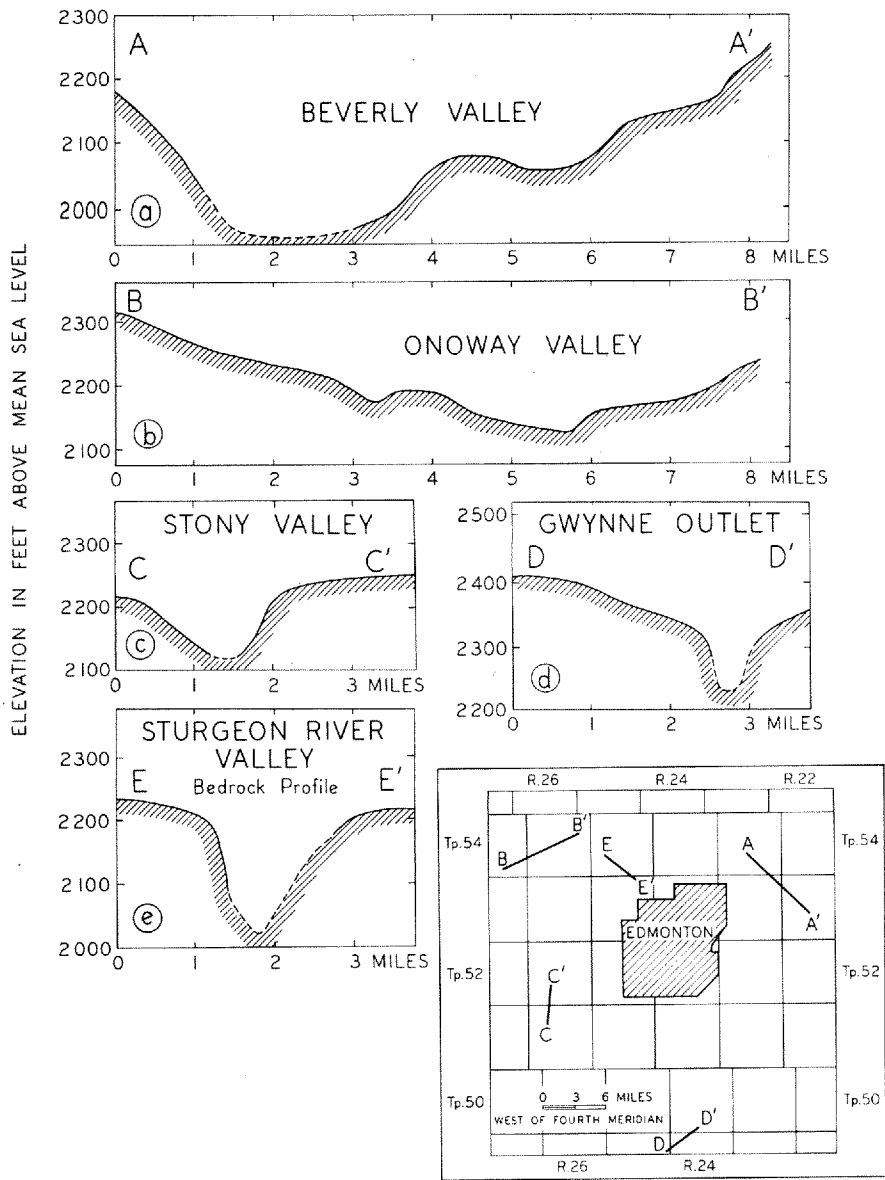 ELEVATION IN FEET ABOVE MEAN SEA LEVEL
2300
2200
2100
2000
A
A'
BEVERLY VALLEY
a
0 1 2 3 4 5 6 7 8 MILES
2300
2200
2100
B
B'
ONOWAY VALLEY
b
0 1 2 3 4 5 6 7 8 MILES
STONY VALLEY
2300
2200
2100
C
C'
c
0 1 2 3 MILES
GWYNNE OUTLET
2500
2400
2300
2200
D
D'
d
0 1 2 3 MILES
STURGEON RIVER
VALLEY
Bedrock Profile
2300
2200
2100
2000
E
E'
e
0 1 2 3 MILES
R.26 R.24 R.22
Tp.54 Tp.54
B B' E E' A A'
EDMONTON
Tp.52 Tp.52
C' C
0 3 6 MILES
Tp.50 Tp.50
WEST OF FOURTH MERIDIAN
D D'
R.26 R.24